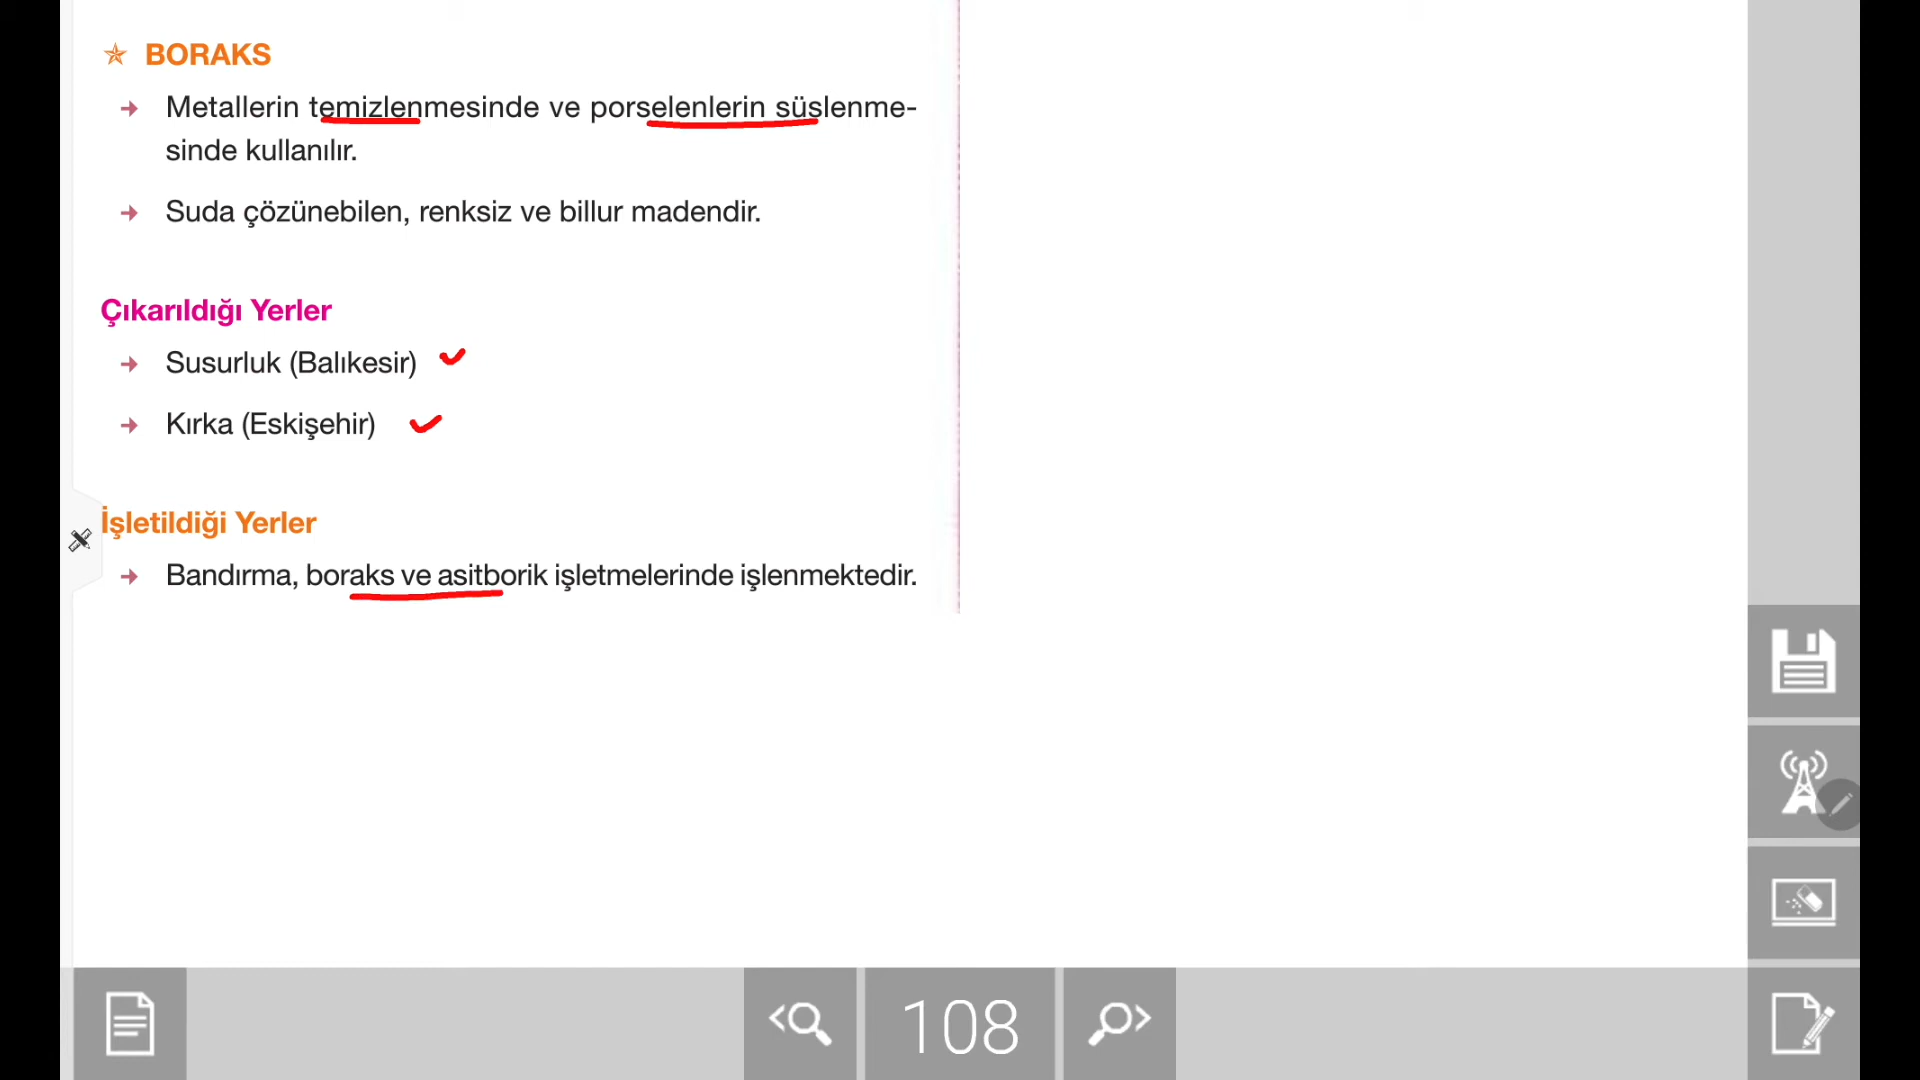 BORAKS
Metallerin temizlenmesinde ve porselenlerin süslenme-
sinde kullanılır.
Suda çözünebilen, renksiz ve billur madendir.
Çıkarıldığı Yerler
Susurluk (Balıkesir)
Kırka (Eskişehir)
İşletildiği Yerler
Bandırma, boraks ve asitborik işletmelerinde işlenmektedir.
108